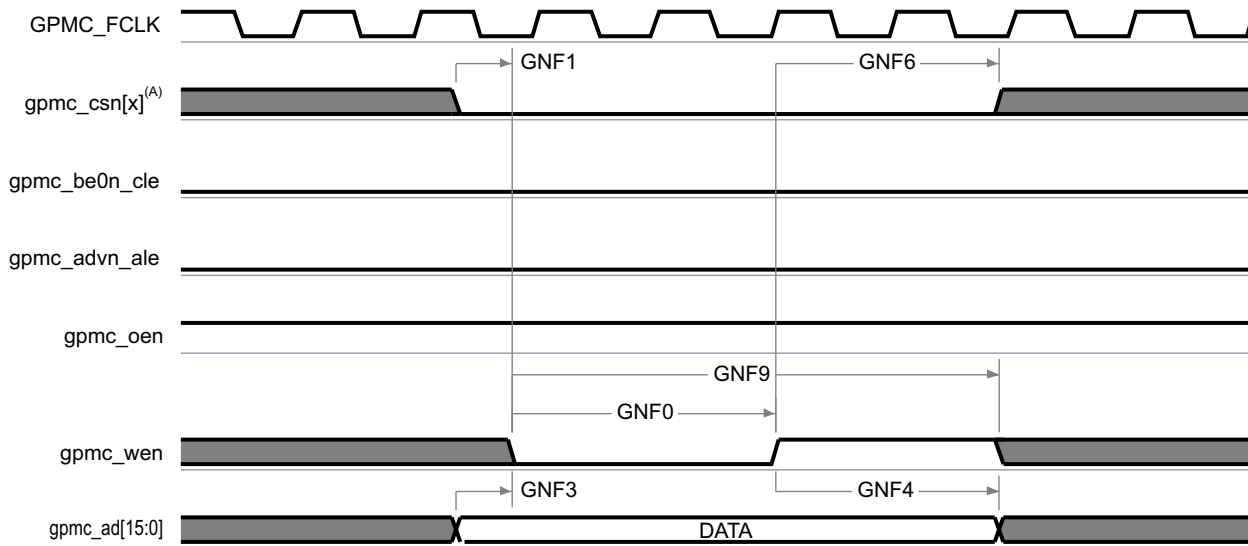 GPMC_FCLK
GNF1
GNF6
gpmc_csn[x](A)
gpmc_be0n_cle
gpmc_advn_ale
gpmc_oen
GNF9
GNF0
gpmc_wen
GNF3
GNF4
gpmc_ad[15:0]
DATA